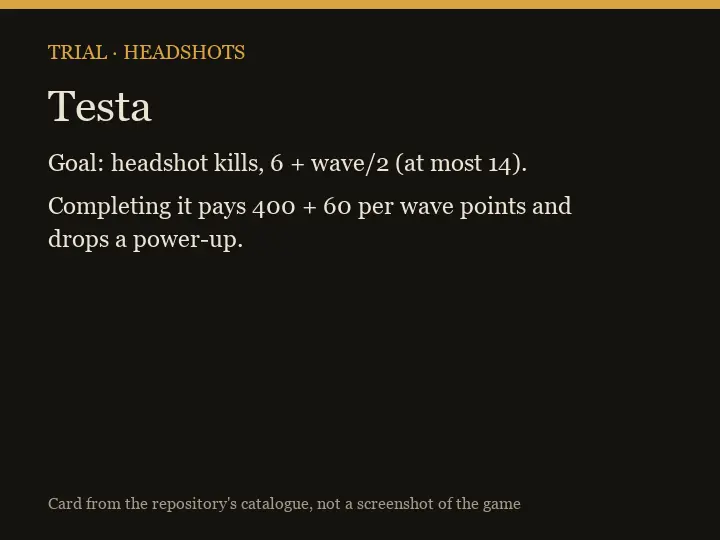 TRIAL · HEADSHOTS
Testa
Goal: headshot kills, 6 + wave/2 (at most 14).
Completing it pays 400 + 60 per wave points and
drops a power-up.
Card from the repository's catalogue, not a screenshot of the game